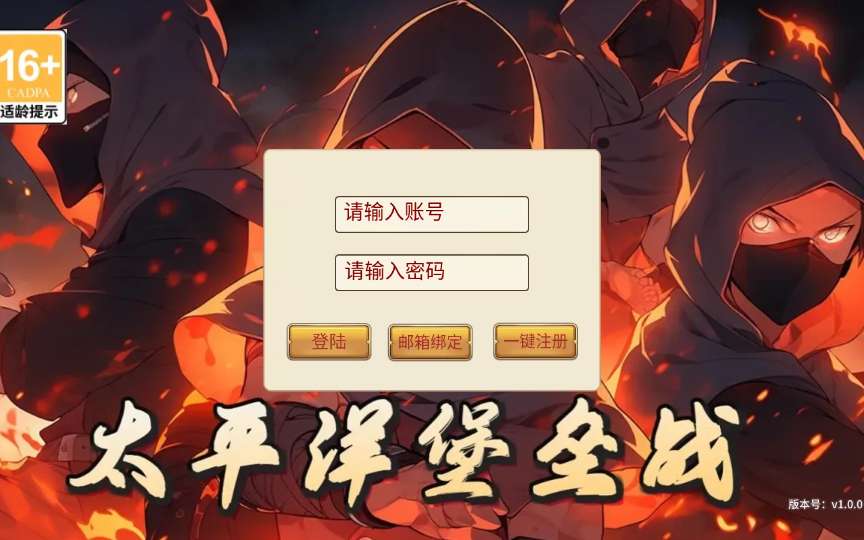 16+
CADPA
适龄提示
请输入账号
请输入密码
登陆
邮箱绑定
一键注册
太平洋堡垒战
版本号：v1.0.0